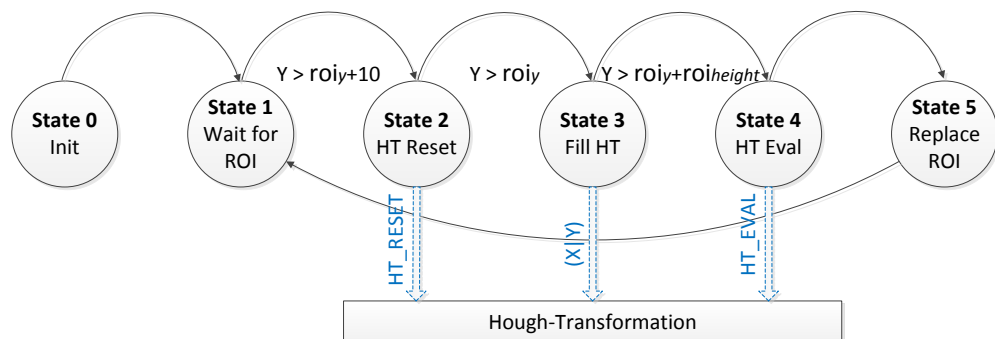 Y > roiy+10
Y > roiy
Y > roiy+roiheight
State 0
Init
State 1
Wait for
ROI
State 2
HT Reset
State 3
Fill HT
State 4
HT Eval
State 5
Replace
ROI
HT_RESET
(X|Y)
HT_EVAL
Hough-Transformation